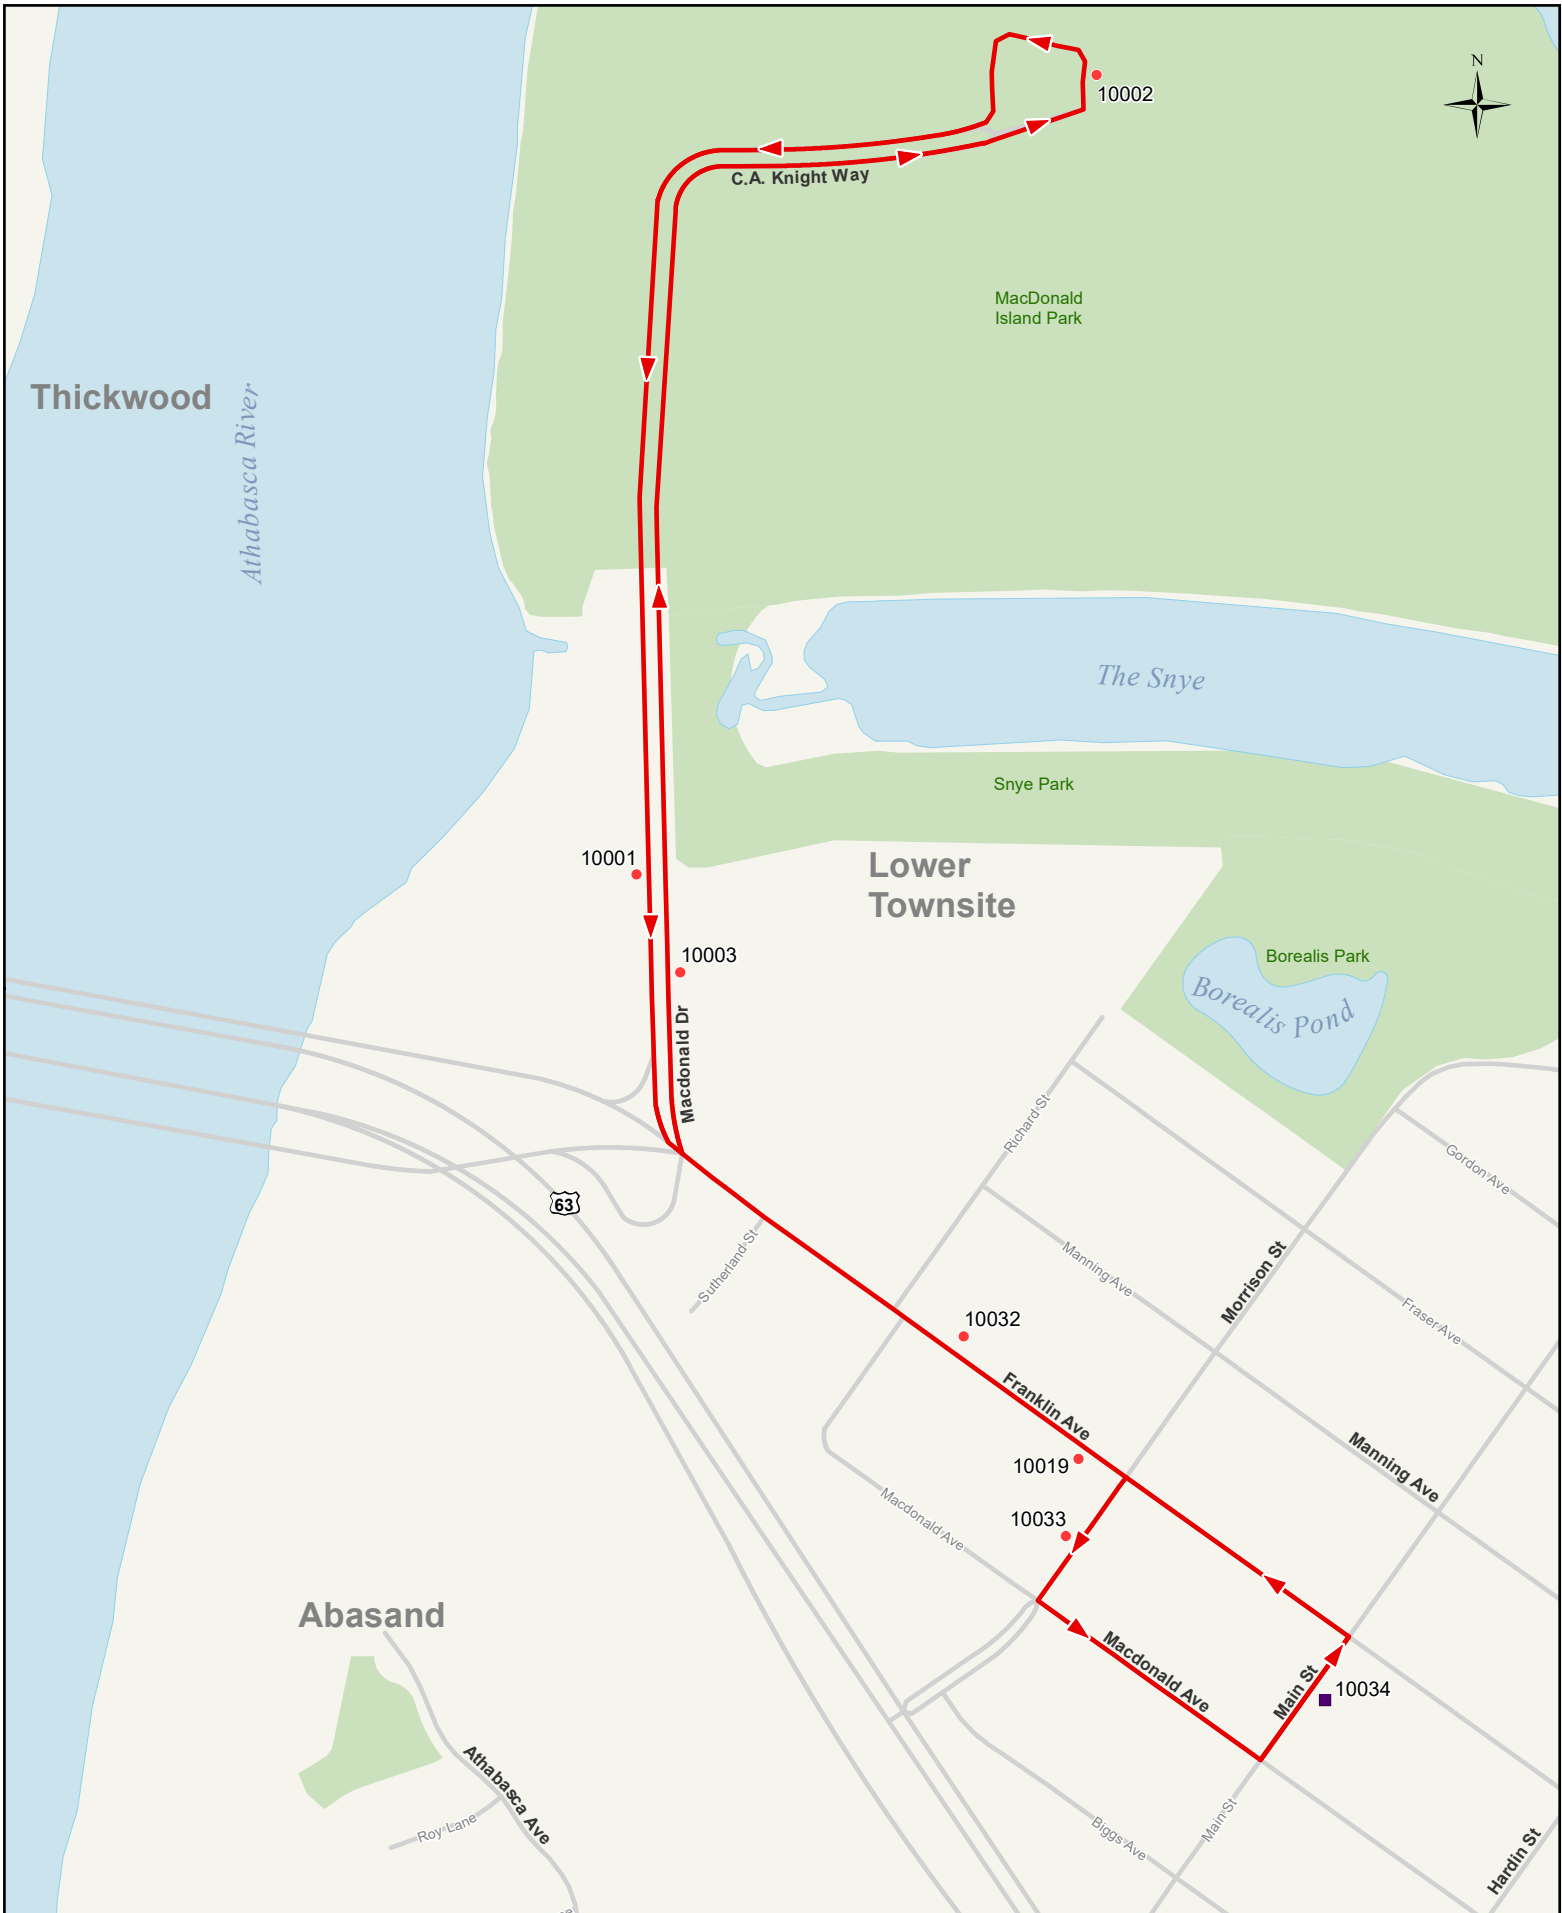 N
10002
C.A. Knight Way
MacDonald
Island Park
Thickwood
Athabasca River
The Snye
Snye Park
10001
Lower
Townsite
10003
Borealis Park
Borealis Pond
Macdonald Dr
Richard St
Gordon Ave
63
Sutherland St
Manning Ave
Morrison St
Fraser Ave
10032
Franklin Ave
Manning Ave
10019
Macdonald Ave
10033
Abasand
Macdonald Ave
Main St
10034
Athabasca Ave
Roy Lane
Biggs Ave
Main St
Hardin St